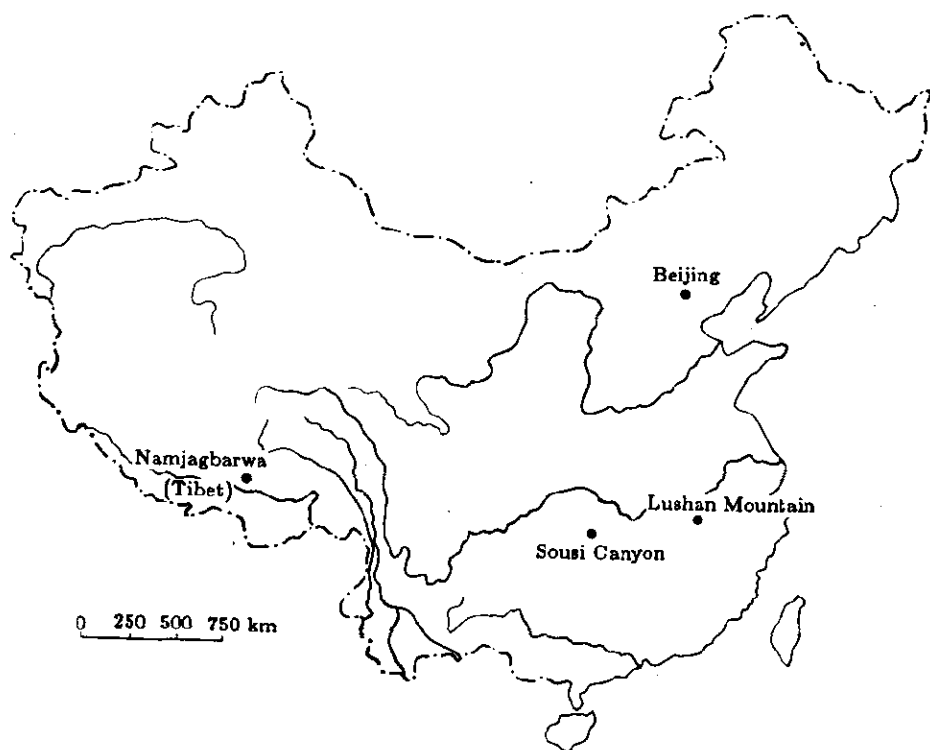 Beijing
Namjagbarwa
(Tibet)
Lushan Mountain
Sousi Canyon
0 250 500 750 km